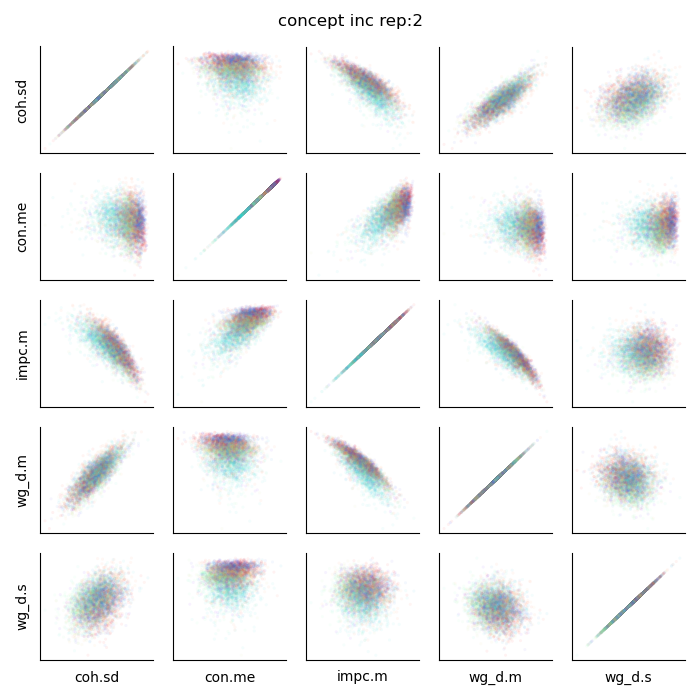 concept inc rep:2
coh.sd
con.me
impc.m
wg_d.m
wg_d.s
coh.sd
con.me
impc.m
wg_d.m
wg_d.s